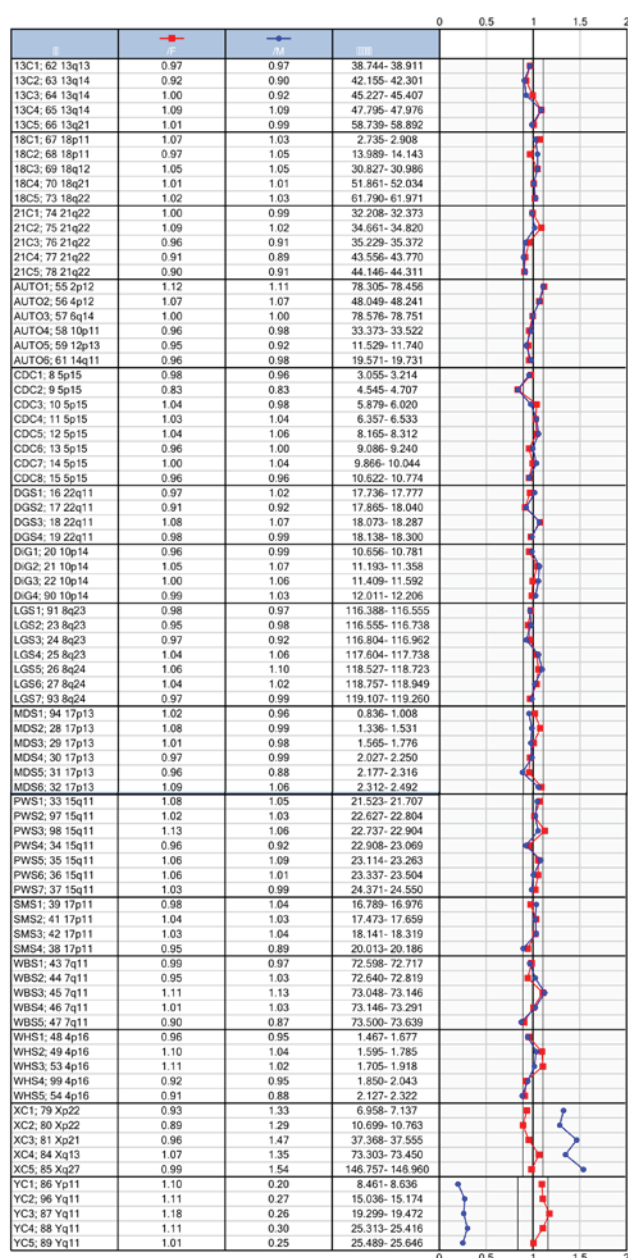 0 0.5 1 1.5 2
/F /M
13C1; 62 13q13 0.97 0.97 38.744- 38.911
13C2; 63 13q14 0.92 0.90 42.155- 42.301
13C3; 64 13q14 1.00 0.92 45.227- 45.407
13C4; 65 13q14 1.09 1.09 47.795- 47.976
13C5; 66 13q21 1.01 0.99 58.739- 58.892
18C1; 67 18p11 1.07 1.03 2.735- 2.908
18C2; 68 18p11 0.97 1.05 13.989- 14.143
18C3; 69 18q12 1.05 1.05 30.827- 30.986
18C4; 70 18q21 1.01 1.01 51.861- 52.034
18C5; 73 18q22 1.02 1.03 61.790- 61.971
21C1; 74 21q22 1.00 0.99 32.208- 32.373
21C2; 75 21q22 1.09 1.02 34.661- 34.820
21C3; 76 21q22 0.96 0.91 35.229- 35.372
21C4; 77 21q22 0.91 0.89 43.556- 43.770
21C5; 78 21q22 0.90 0.91 44.146- 44.311
AUTO1; 55 2p12 1.12 1.11 78.305- 78.456
AUTO2; 56 4p12 1.07 1.07 48.049- 48.241
AUTO3; 57 6q14 1.00 1.00 78.576- 78.751
AUTO4; 58 10p11 0.96 0.98 33.373- 33.522
AUTO5; 59 12p13 0.95 0.92 11.529- 11.740
AUTO6; 61 14q11 0.96 0.98 19.571- 19.731
CDC1; 8 5p15 0.98 0.96 3.055- 3.214
CDC2; 9 5p15 0.83 0.83 4.545- 4.707
CDC3; 10 5p15 1.04 0.98 5.879- 6.020
CDC4; 11 5p15 1.03 1.04 6.357- 6.533
CDC5; 12 5p15 1.04 1.06 8.165- 8.312
CDC6; 13 5p15 0.96 1.00 9.086- 9.240
CDC7; 14 5p15 1.00 1.04 9.866- 10.044
CDC8; 15 5p15 0.96 0.96 10.622- 10.774
DGS1; 16 22q11 0.97 1.02 17.736- 17.777
DGS2; 17 22q11 0.91 0.92 17.865- 18.040
DGS3; 18 22q11 1.08 1.07 18.073- 18.287
DGS4; 19 22q11 0.98 0.99 18.138- 18.300
DiG1; 20 10p14 0.96 0.99 10.656- 10.781
DiG2; 21 10p14 1.05 1.07 11.193- 11.358
DiG3; 22 10p14 1.00 1.06 11.409- 11.592
DiG4; 90 10p14 0.99 1.03 12.011- 12.206
LGS1; 91 8q23 0.98 0.97 116.388- 116.555
LGS2; 23 8q23 0.95 0.98 116.555- 116.738
LGS3; 24 8q23 0.97 0.92 116.804- 116.962
LGS4; 25 8q23 1.04 1.06 117.604- 117.738
LGS5; 26 8q24 1.06 1.10 118.527- 118.723
LGS6; 27 8q24 1.04 1.02 118.757- 118.949
LGS7; 93 8q24 0.97 0.99 119.107- 119.260
MDS1; 94 17p13 1.02 0.96 0.836- 1.008
MDS2; 28 17p13 1.08 0.99 1.336- 1.531
MDS3; 29 17p13 1.01 0.98 1.565- 1.776
MDS4; 30 17p13 0.97 0.99 2.027- 2.250
MDS5; 31 17p13 0.96 0.88 2.177- 2.316
MDS6; 32 17p13 1.09 1.06 2.312- 2.492
PWS1; 33 15q11 1.08 1.05 21.523- 21.707
PWS2; 97 15q11 1.02 1.03 22.627- 22.804
PWS3; 98 15q11 1.13 1.06 22.737- 22.904
PWS4; 34 15q11 0.96 0.92 22.908- 23.069
PWS5; 35 15q11 1.06 1.09 23.114- 23.263
PWS6; 36 15q11 1.06 1.01 23.337- 23.504
PWS7; 37 15q11 1.03 0.99 24.371- 24.550
SMS1; 39 17p11 0.98 1.04 16.789- 16.976
SMS2; 41 17p11 1.04 1.03 17.473- 17.659
SMS3; 42 17p11 1.03 1.04 18.141- 18.319
SMS4; 38 17p11 0.95 0.89 20.013- 20.186
WBS1; 43 7q11 0.99 0.97 72.598- 72.717
WBS2; 44 7q11 0.95 1.03 72.640- 72.819
WBS3; 45 7q11 1.11 1.13 73.048- 73.146
WBS4; 46 7q11 1.01 1.03 73.146- 73.291
WBS5; 47 7q11 0.90 0.87 73.500- 73.639
WHS1; 48 4p16 0.96 0.95 1.467- 1.677
WHS2; 49 4p16 1.10 1.04 1.595- 1.785
WHS3; 53 4p16 1.11 1.02 1.705- 1.918
WHS4; 99 4p16 0.92 0.95 1.850- 2.043
WHS5; 54 4p16 0.91 0.88 2.127- 2.322
XC1; 79 Xp22 0.93 1.33 6.958- 7.137
XC2; 80 Xp22 0.89 1.29 10.699- 10.763
XC3; 81 Xp21 0.96 1.47 37.368- 37.555
XC4; 84 Xq13 1.07 1.35 73.303- 73.450
XC5; 85 Xq27 0.99 1.54 146.757- 146.960
YC1; 86 Yp11 1.10 0.20 8.461- 8.636
YC2; 96 Yq11 1.11 0.27 15.036- 15.174
YC3; 87 Yq11 1.18 0.26 19.299- 19.472
YC4; 88 Yq11 1.11 0.30 25.313- 25.416
YC5; 89 Yq11 1.01 0.25 25.489- 25.646
0 0.5 1 1.5 2